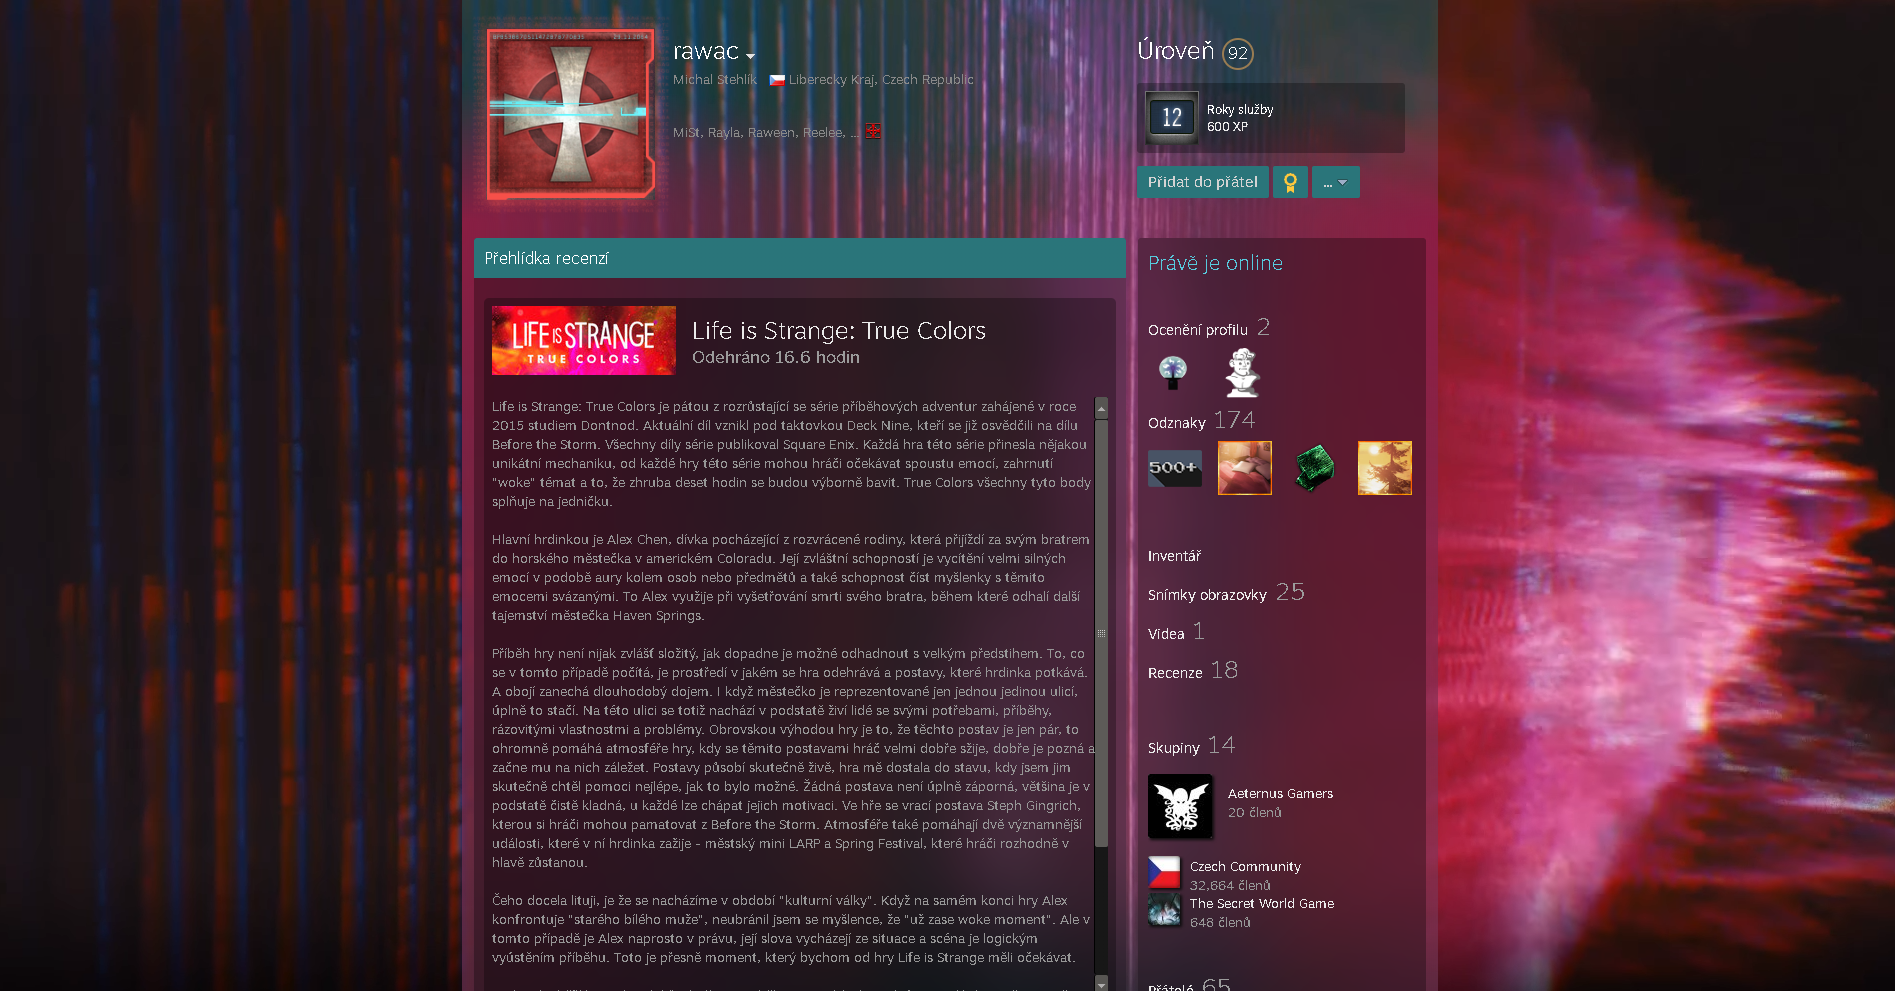 rawac
Michal Stehlík Liberecky Kraj, Czech Republic
MiSt, Rayla, Raween, Reelee, ...
Úroveň 92
12
Roky služby
600 XP
Přidat do přátel
...
Přehlídka recenzí
LIFE IS STRANGE
TRUE COLORS
Life is Strange: True Colors
Odehráno 16.6 hodin
Life is Strange: True Colors je pátou z rozrůstající se série příběhových adventur zahájené v roce
2015 studiem Dontnod. Aktuální díl vznikl pod taktovkou Deck Nine, kteří se již osvědčili na dílu
Before the Storm. Všechny díly série publikoval Square Enix. Každá hra této série přinesla nějakou
unikátní mechaniku, od každé hry této série mohou hráči očekávat spoustu emocí, zahrnutí
"woke" témat a to, že zhruba deset hodin se budou výborně bavit. True Colors všechny tyto body
splňuje na jedničku.
Hlavní hrdinkou je Alex Chen, dívka pocházející z rozvrácené rodiny, která přijíždí za svým bratrem
do horského městečka v americkém Coloradu. Její zvláštní schopností je vycítění velmi silných
emocí v podobě aury kolem osob nebo předmětů a také schopnost číst myšlenky s těmito
emocemi svázanými. To Alex využije při vyšetřování smrti svého bratra, během které odhalí další
tajemství městečka Haven Springs.
Příběh hry není nijak zvlášť složitý, jak dopadne je možné odhadnout s velkým předstihem. To, co
se v tomto případě počítá, je prostředí v jakém se hra odehrává a postavy, které hrdinka potkává.
A obojí zanechá dlouhodobý dojem. I když městečko je reprezentované jen jednou jedinou ulicí,
úplně to stačí. Na této ulici se totiž nachází v podstatě živí lidé se svými potřebami, příběhy,
rázovitými vlastnostmi a problémy. Obrovskou výhodou hry je to, že těchto postav je jen pár, to
ohromně pomáhá atmosféře hry, kdy se těmito postavami hráč velmi dobře sžije, dobře je pozná a
začne mu na nich záležet. Postavy působí skutečně živě, hra mě dostala do stavu, kdy jsem jim
skutečně chtěl pomoci nejlépe, jak to bylo možné. Žádná postava není úplně záporná, většina je v
podstatě čistě kladná, u každé lze chápat jejich motivaci. Ve hře se vrací postava Steph Gingrich,
kterou si hráči mohou pamatovat z Before the Storm. Atmosféře také pomáhají dvě významnější
události, které v ní hrdinka zažije - městský mini LARP a Spring Festival, které hráči rozhodně v
hlavě zůstanou.
Čeho docela lituji, je že se nacházíme v období "kulturní války". Když na samém konci hry Alex
konfrontuje "starého bílého muže", neubránil jsem se myšlence, že "už zase woke moment". Ale v
tomto případě je Alex naprosto v právu, její slova vycházejí ze situace a scéna je logickým
vyústěním příběhu. Toto je přesně moment, který bychom od hry Life is Strange měli očekávat.
Právě je online
Ocenění profilu 2
Odznaky 174
500+
Inventář
Snímky obrazovky 25
Videa 1
Recenze 18
Skupiny 14
Aeternus Gamers
20 členů
Czech Community
32,664 členů
The Secret World Game
648 členů
Přátelé 65